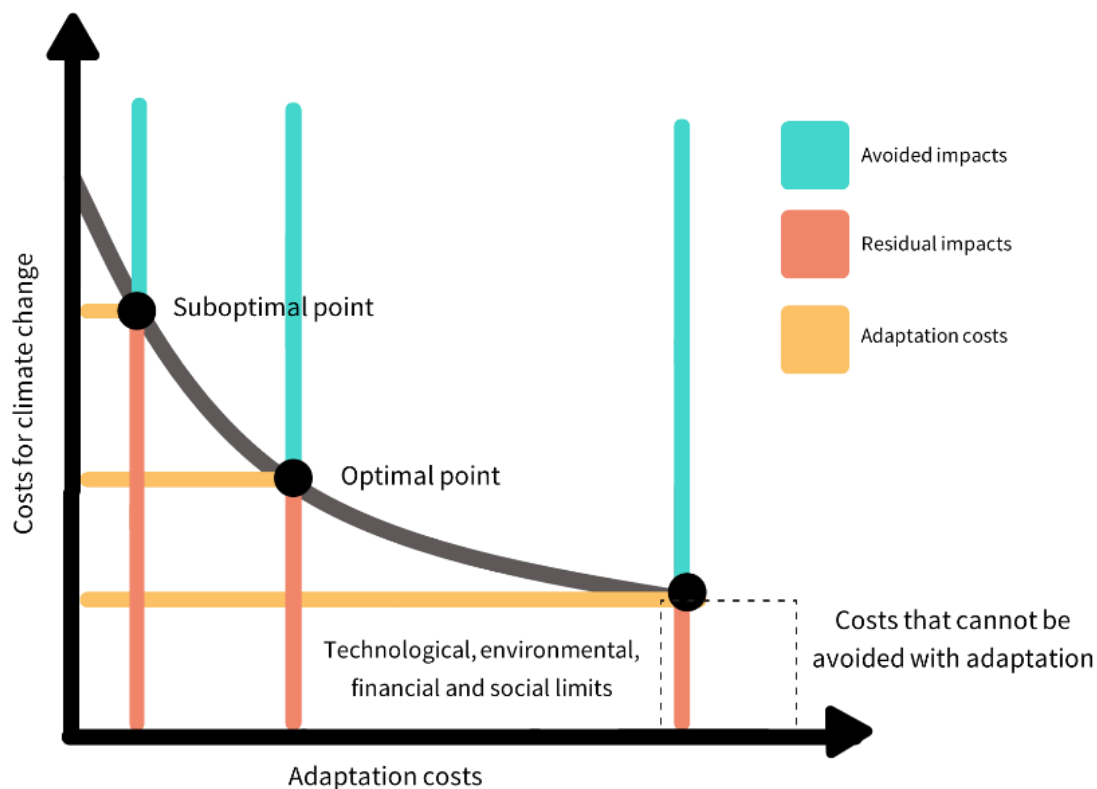 Avoided impacts
Residual impacts
Adaptation costs
Costs for climate change
Suboptimal point
Optimal point
Technological, environmental,
financial and social limits
Costs that cannot be
avoided with adaptation
Adaptation costs